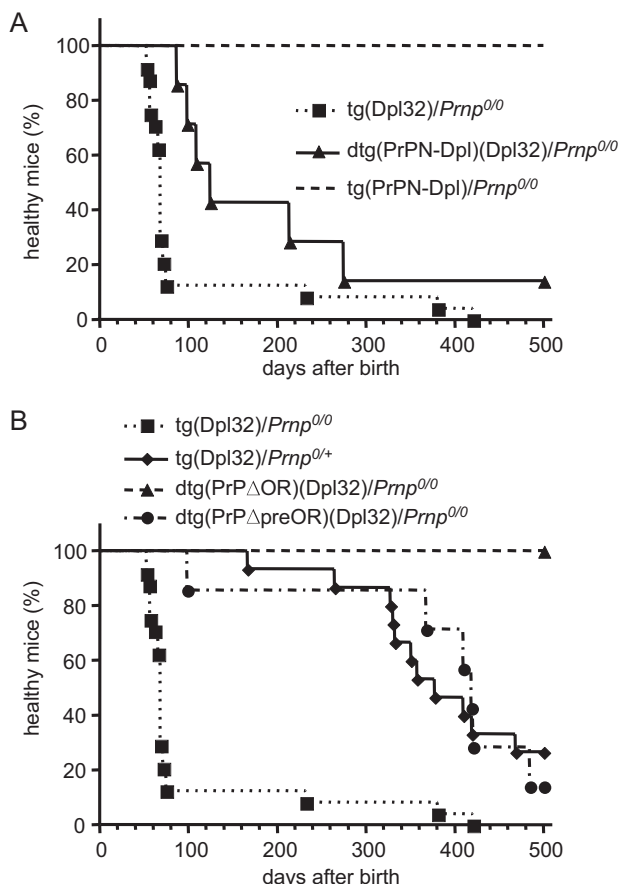 A
100
80
60
40
20
0
healthy mice (%)
tg(Dpl32)/Prnp0/0
dtg(PrPN-Dpl)(Dpl32)/Prnp0/0
tg(PrPN-Dpl)/Prnp0/0
0 100 200 300 400 500
days after birth
B
tg(Dpl32)/Prnp0/0
tg(Dpl32)/Prnp0/+
dtg(PrPΔOR)(Dpl32)/Prnp0/0
dtg(PrPΔpreOR)(Dpl32)/Prnp0/0
100
80
60
40
20
0
healthy mice (%)
0 100 200 300 400 500
days after birth